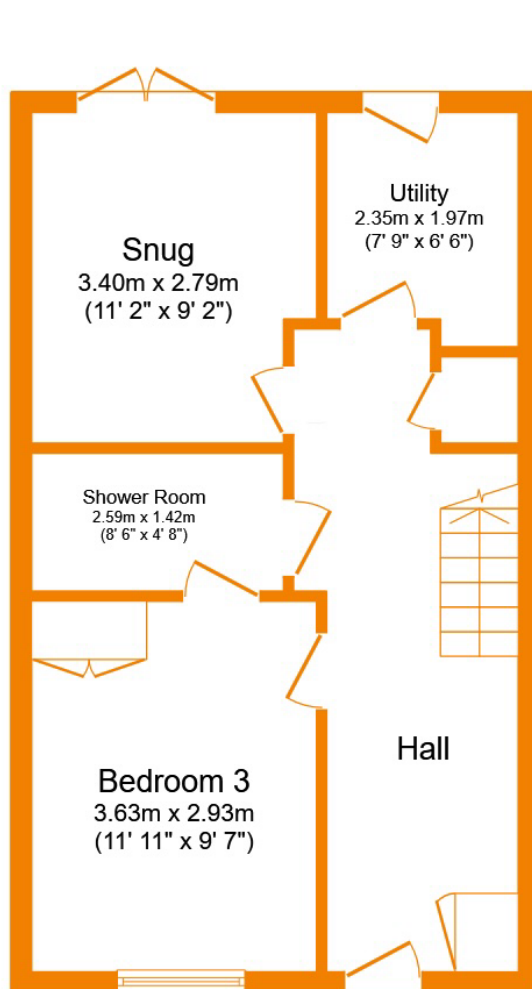 Utility
2.35m x 1.97m
(7' 9" x 6' 6")
Snug
3.40m x 2.79m
(11' 2" x 9' 2")
Shower Room
2.59m x 1.42m
(8' 6" x 4' 8")
Hall
Bedroom 3
3.63m x 2.93m
(11' 11" x 9' 7")